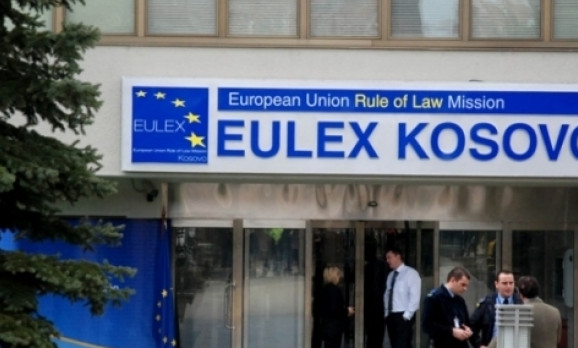 European Union Rule of Law Mission
EULEX KOSOVO
EULEX
European Union Rule of Law Mission
Kosovo